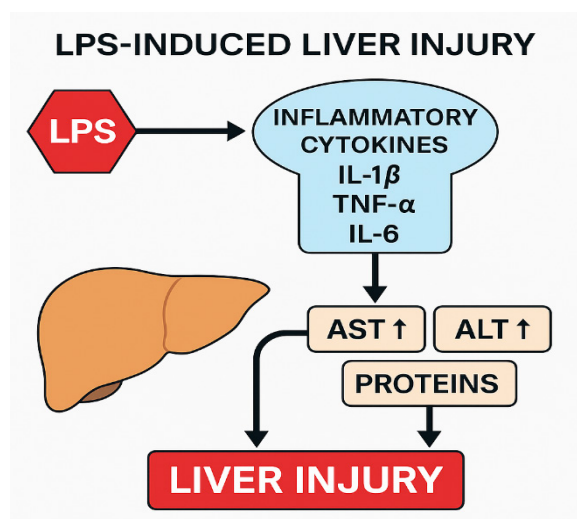 LPS-INDUCED LIVER INJURY
LPS
INFLAMMATORY
CYTOKINES
IL-1β
TNF-α
IL-6
AST ↑
ALT ↑
PROTEINS
LIVER INJURY